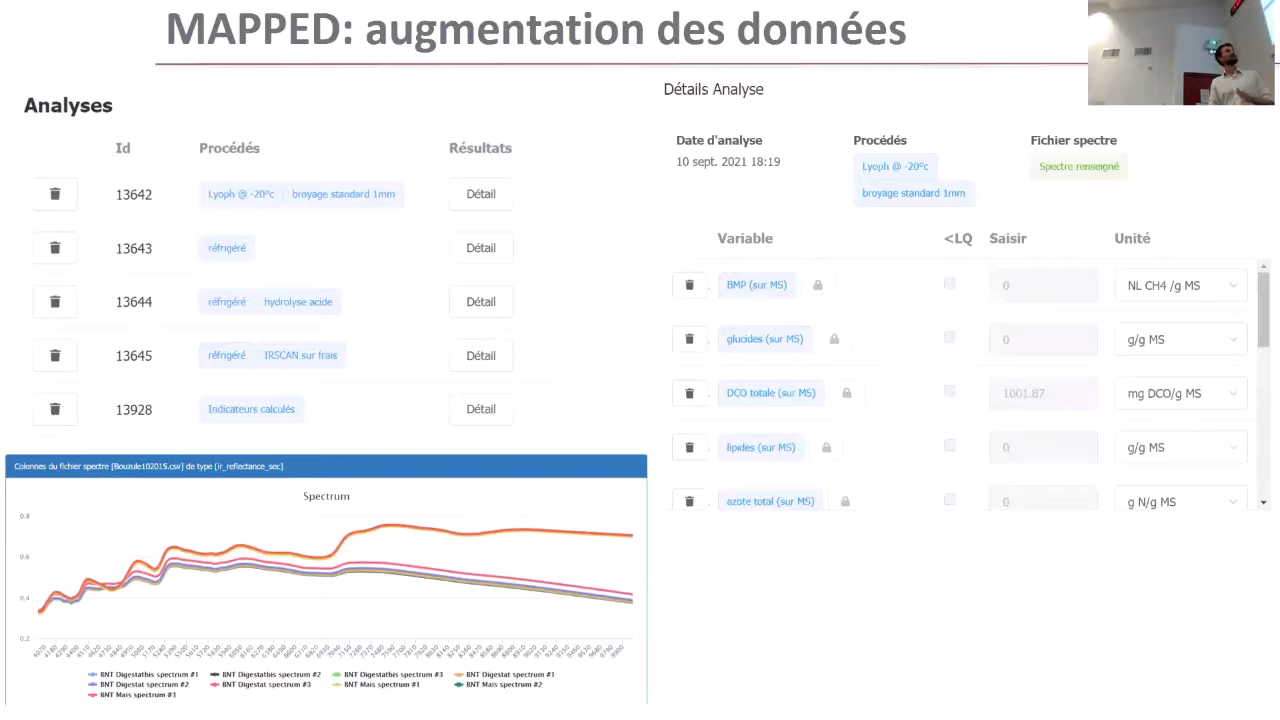 MAPPED: augmentation des données
Analyses
Id Procédés Résultats
13642 Lyoph @ -20°c broyage standard 1mm Détail
13643 réfrigéré Détail
13644 réfrigéré hydrolyse acide Détail
13645 réfrigéré IRSCAN sur frais Détail
13928 Indicateurs calculés Détail
Détails Analyse
Date d'analyse Procédés Fichier spectre
10 sept. 2021 18:19 Lyoph @ -20°c Spectre renseigné
broyage standard 1mm
Variable <LQ Saisir Unité
BMP (sur MS) 0 NL CH4 /g MS
glucides (sur MS) 0 g/g MS
DCO totale (sur MS) 1001.87 mg DCO/g MS
lipides (sur MS) 0 g/g MS
azote total (sur MS) 0 g N/g MS
Colonnes du fichier spectre [Bouzule102015.csv] de type [ir_reflectance_sec]
Spectrum
0.8
0.6
0.4
0.2
BNT Digestatbis spectrum #1 BNT Digestatbis spectrum #2 BNT Digestatbis spectrum #3 BNT Digestat spectrum #1
BNT Digestat spectrum #2 BNT Digestat spectrum #3 BNT Mais spectrum #1 BNT Mais spectrum #2
BNT Mais spectrum #3